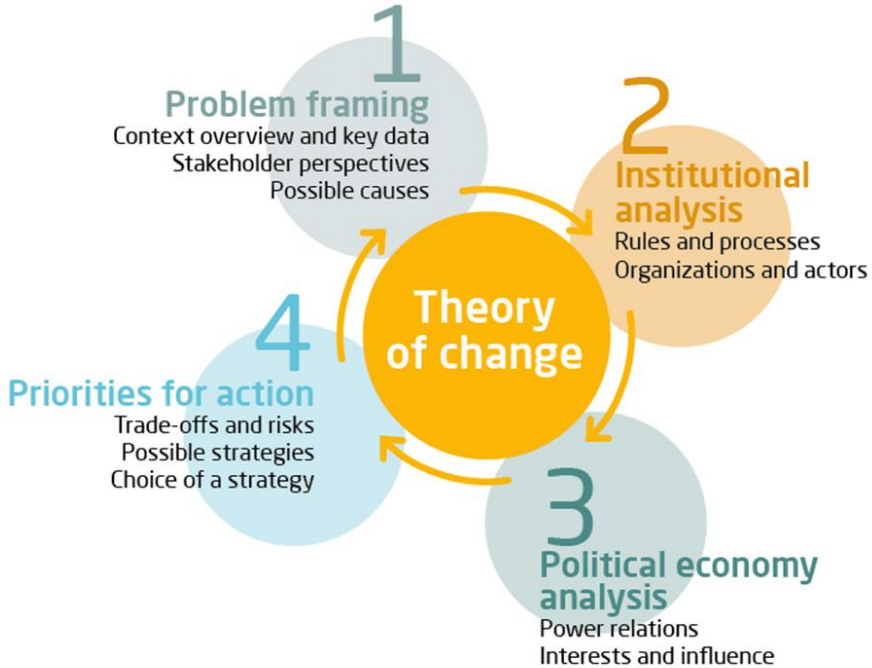 1
Problem framing
Context overview and key data
Stakeholder perspectives
Possible causes
2
Institutional
analysis
Rules and processes
Organizations and actors
Theory
of change
3
Political economy
analysis
Power relations
Interests and influence
4
Priorities for action
Trade-offs and risks
Possible strategies
Choice of a strategy